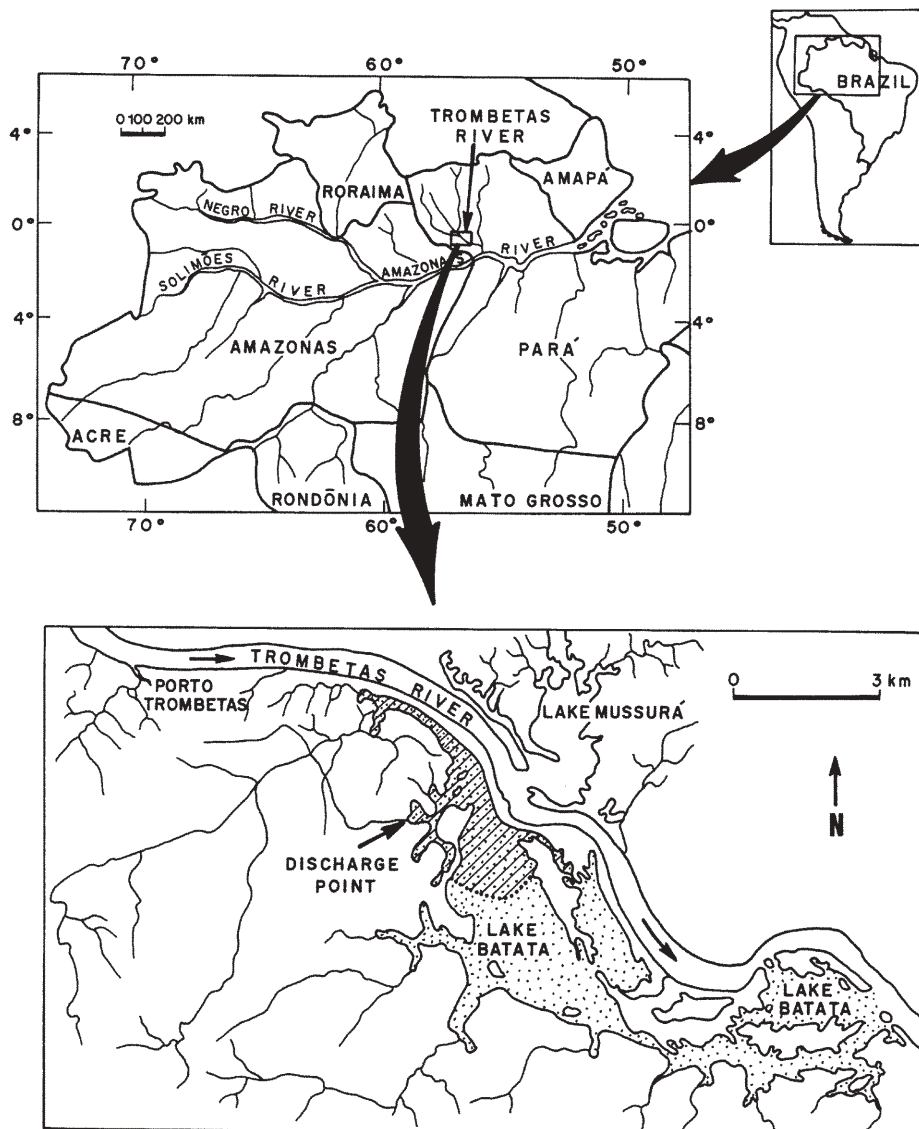 BRAZIL
70°
60°
50°
0 100 200 km
TROMBETAS
RIVER
4°
4°
AMAPÁ
RORAIMA
NEGRO RIVER
0°
0°
RIVER
AMAZONAS
SOLIMÕES
RIVER
4°
4°
AMAZONAS
PARÁ
8°
8°
ACRE
RONDŌNIA
MATO GROSSO
70°
60°
50°
TROMBETAS RIVER
PORTO
TROMBETAS
0 3 km
LAKE MUSSURÁ
N
DISCHARGE
POINT
LAKE
BATATA
LAKE
BATATA